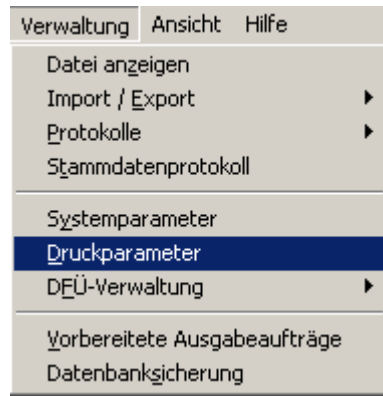 Verwaltung Ansicht Hilfe
Datei anzeigen
Import / Export
Protokolle
Stammdatenprotokoll
Systemparameter
Druckparameter
DFÜ-Verwaltung
Vorbereitete Ausgabeaufträge
Datenbanksicherung